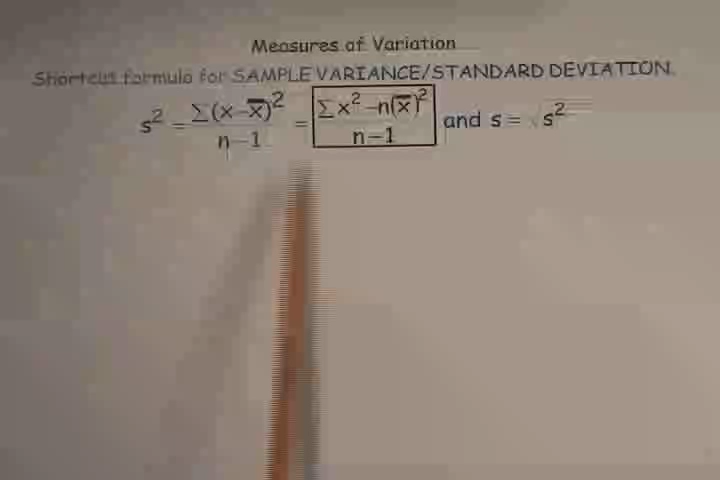 Measures of Variation
Shortcut formula for SAMPLE VARIANCE/STANDARD DEVIATION.
s² = Σ(x-x̅)² / n-1 = Σx²-n(x̅)² / n-1 and s = √s²